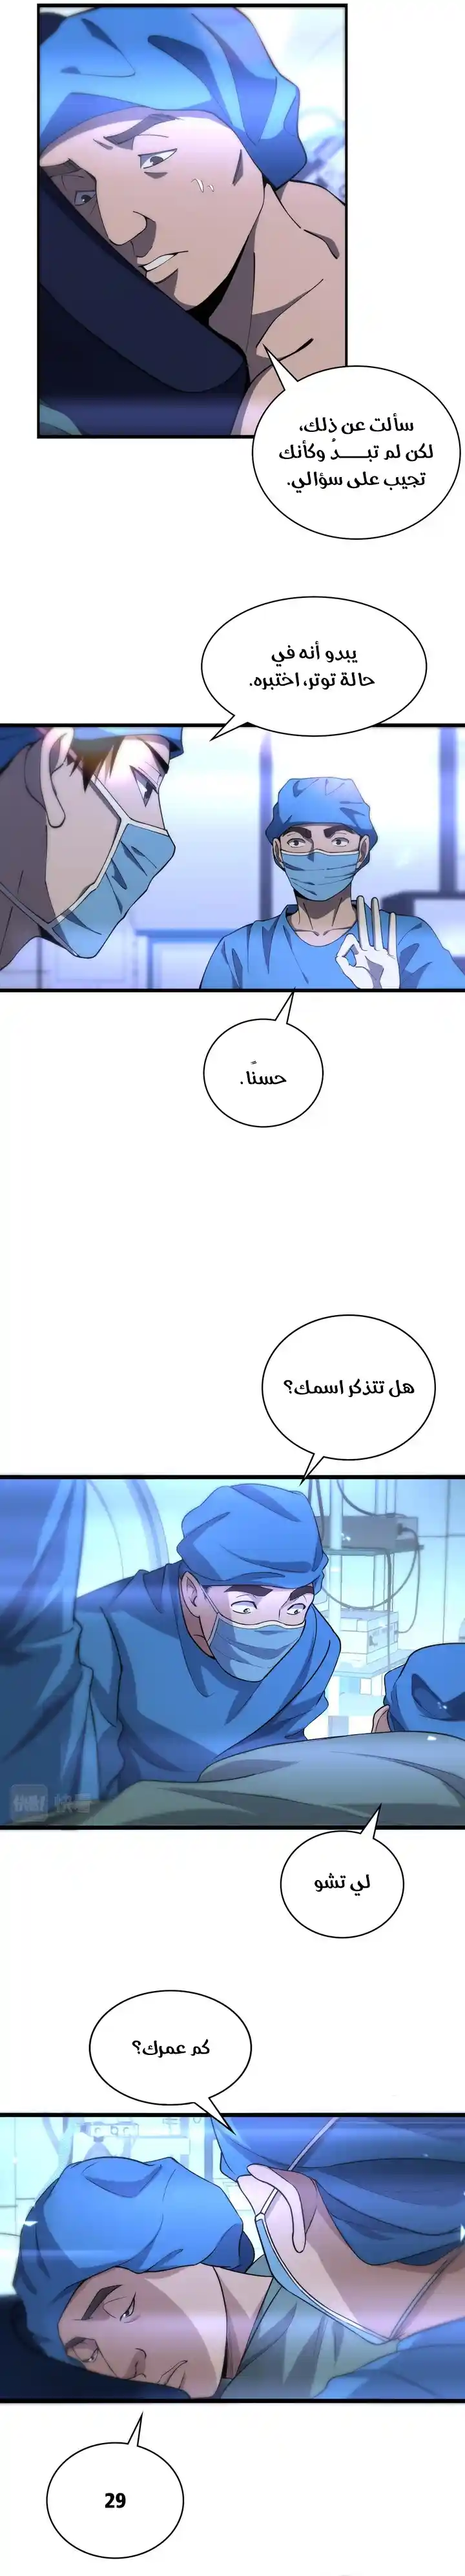 سألت عن ذلك،
لكن لم تبـــدُ وكأنك
تجيب على سؤالي.
يبدو أنه في
حالة توتر، اختبره.
حسنًا.
هل تتذكر اسمك؟
لي تشو
كم عمرك؟
29